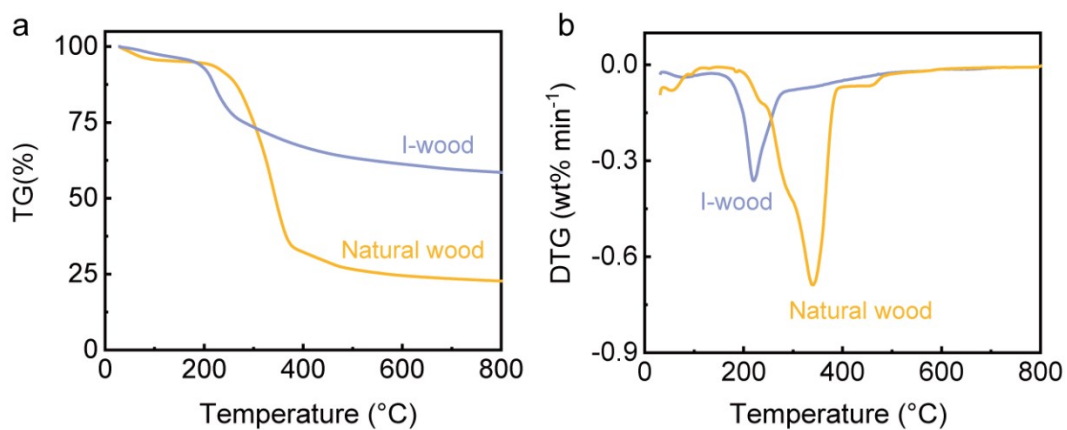 a
100
75
50
25
0
TG(%)
I-wood
Natural wood
0 200 400 600 800
Temperature (°C)
b
0.0
-0.3
-0.6
-0.9
DTG (wt% min⁻¹)
I-wood
Natural wood
0 200 400 600 800
Temperature (°C)